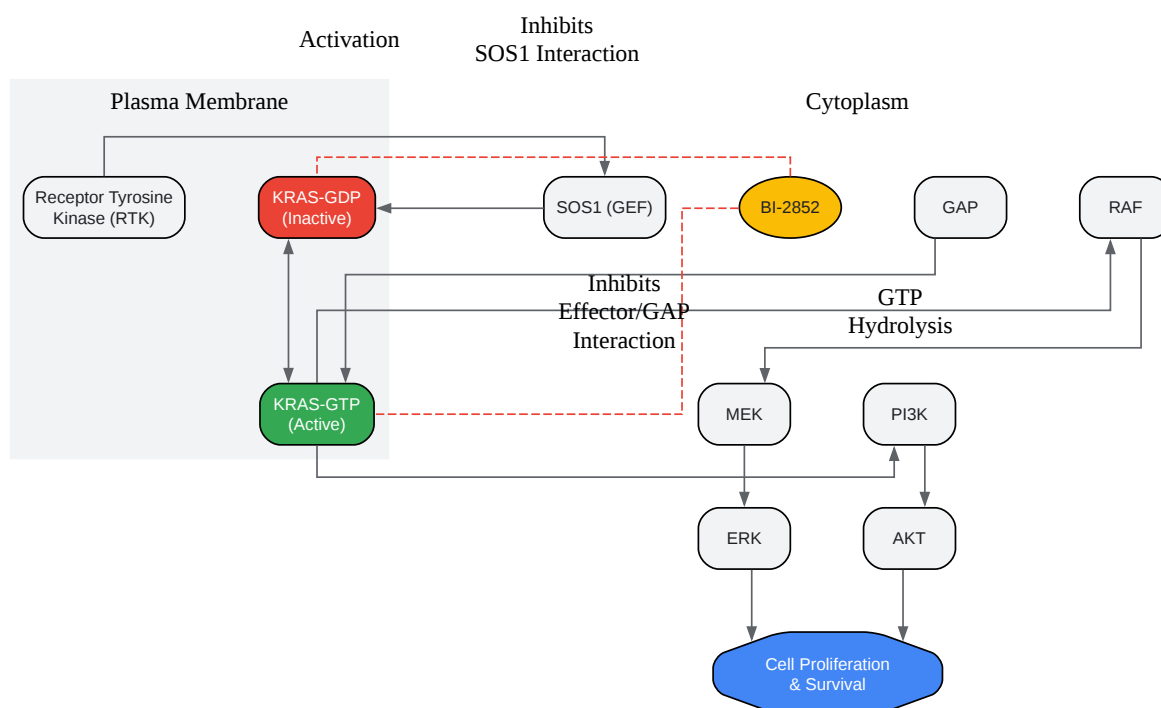 Inhibits
Activation
SOS1 Interaction
Plasma Membrane
Cytoplasm
Receptor Tyrosine
Kinase (RTK)
KRAS-GDP
(Inactive)
SOS1 (GEF)
BI-2852
GAP
RAF
Inhibits
Effector/GAP
Interaction
GTP
Hydrolysis
KRAS-GTP
(Active)
MEK
PI3K
ERK
AKT
Cell Proliferation
& Survival